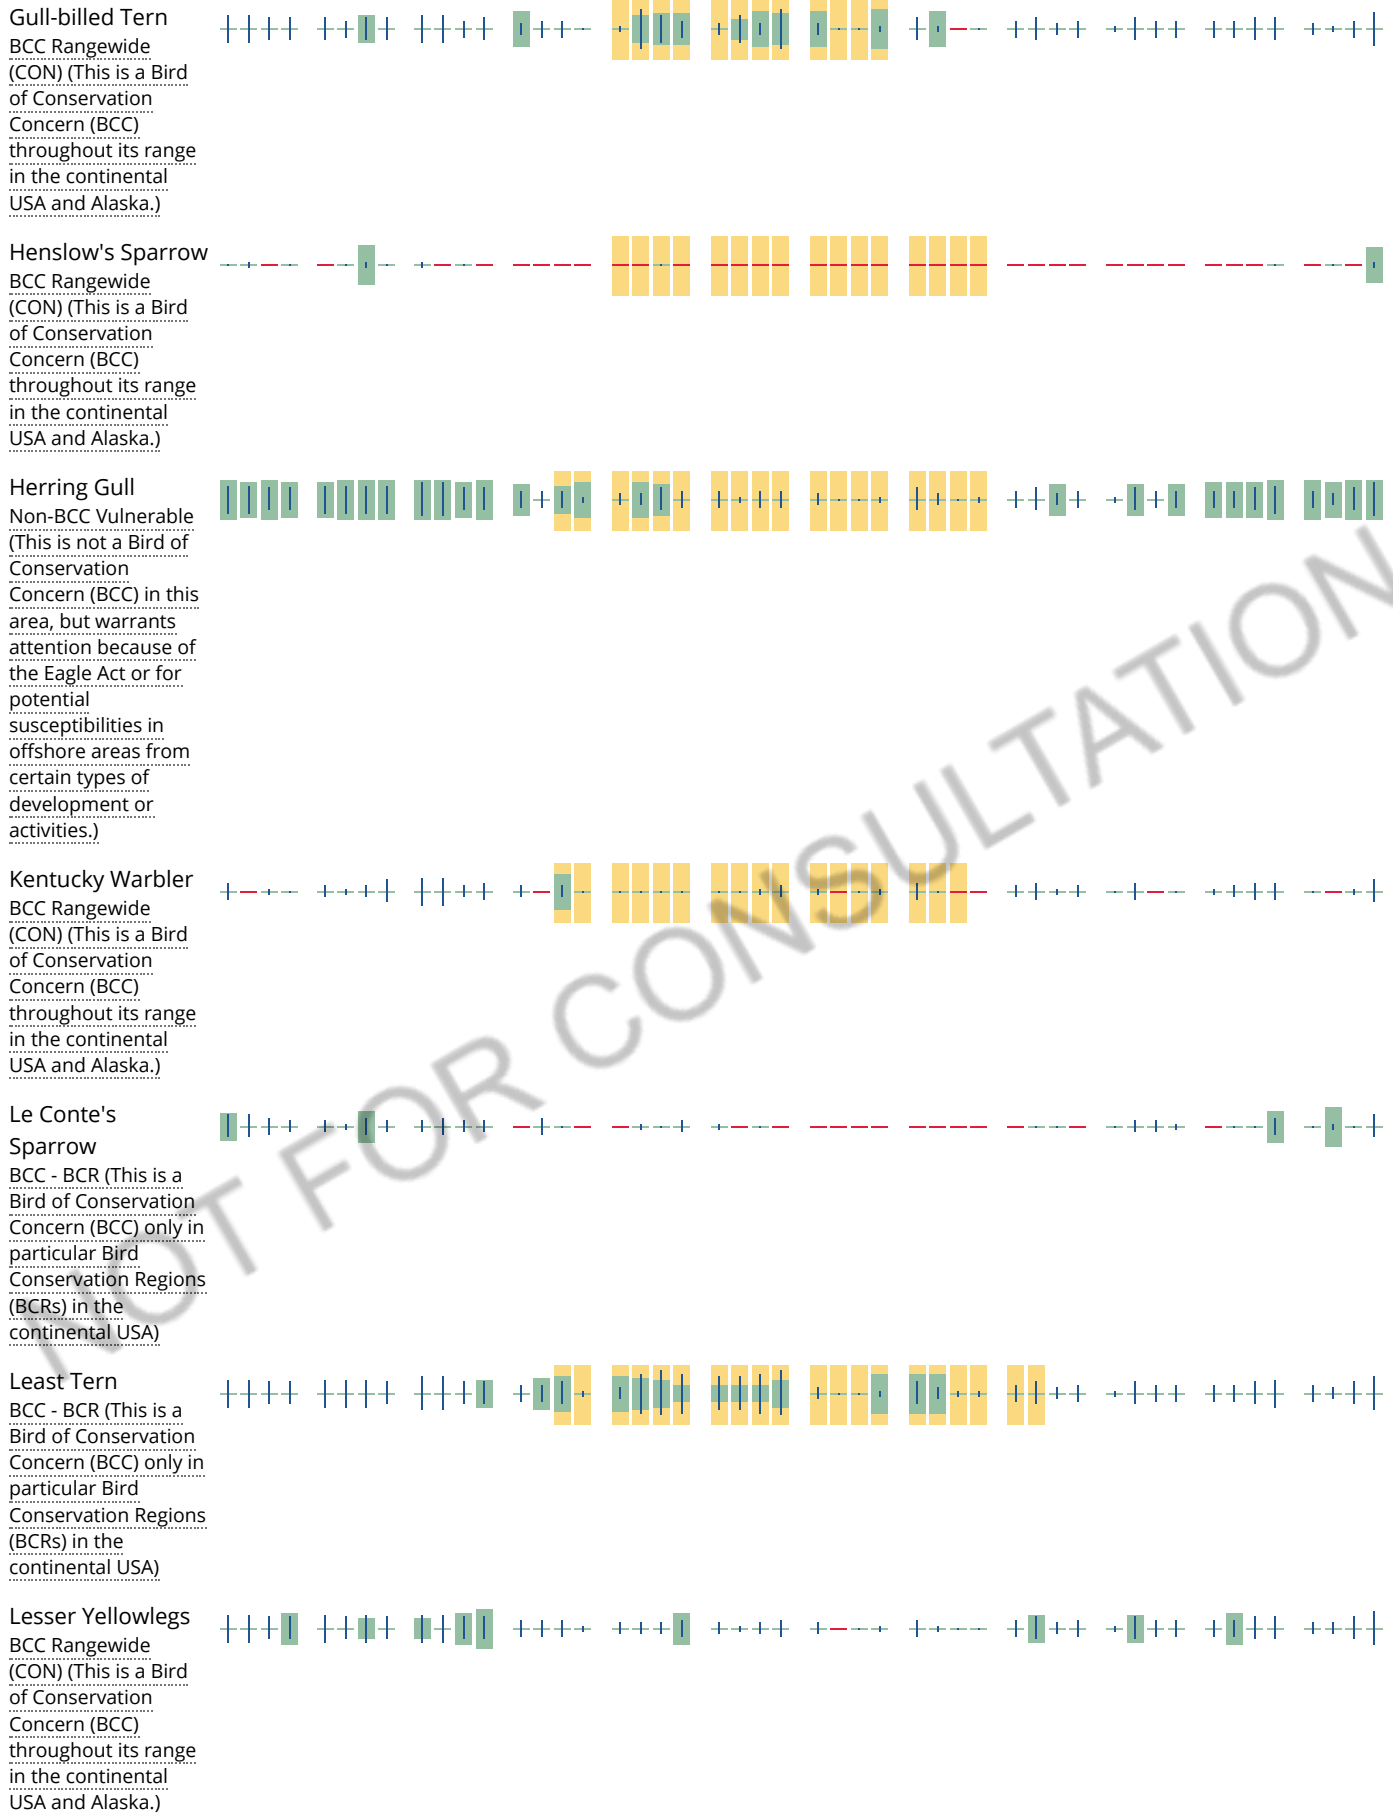 Gull-billed Tern
BCC Rangewide
(CON) (This is a Bird
of Conservation
Concern (BCC)
throughout its range
in the continental
USA and Alaska.)
Henslow's Sparrow
BCC Rangewide
(CON) (This is a Bird
of Conservation
Concern (BCC)
throughout its range
in the continental
USA and Alaska.)
Herring Gull
Non-BCC Vulnerable
(This is not a Bird of
Conservation
Concern (BCC) in this
area, but warrants
attention because of
the Eagle Act or for
potential
susceptibilities in
offshore areas from
certain types of
development or
activities.)
Kentucky Warbler
BCC Rangewide
(CON) (This is a Bird
of Conservation
Concern (BCC)
throughout its range
in the continental
USA and Alaska.)
Le Conte's
Sparrow
BCC - BCR (This is a
Bird of Conservation
Concern (BCC) only in
particular Bird
Conservation Regions
(BCRs) in the
continental USA)
Least Tern
BCC - BCR (This is a
Bird of Conservation
Concern (BCC) only in
particular Bird
Conservation Regions
(BCRs) in the
continental USA)
Lesser Yellowlegs
BCC Rangewide
(CON) (This is a Bird
of Conservation
Concern (BCC)
throughout its range
in the continental
USA and Alaska.)
NOT FOR CONSULTATION